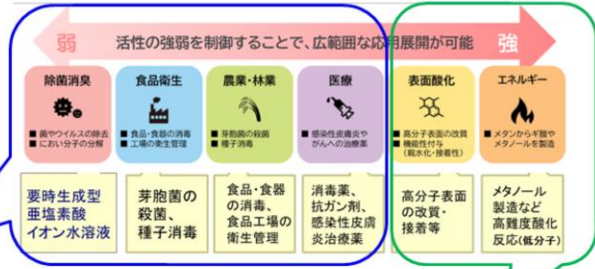 弱 活性の強弱を制御することで、広範囲な応用展開が可能 強
除菌消臭
■ 菌やウイルスの除去
■ におい分子の分解
食品衛生
■ 食品・食器の消毒
■ 工場の衛生管理
農業・林業
■ 芽胞菌の殺菌
■ 種子消毒
医療
■ 感染性皮膚炎や
がんへの治療薬
表面酸化
■ 高分子表面の改質
■ 機能性付与
(親水化・接着性)
エネルギー
■ メタンからギ酸や
メタノールを製造
要時生成型
亜塩素酸
イオン水溶液
芽胞菌の
殺菌、
種子消毒
食品・食器
の消毒、
食品工場の
衛生管理
消毒薬、
抗ガン剤、
感染性皮膚
炎治療薬
高分子表面
の改質・
接着等
メタノール
製造など
高難度酸化
反応(低分子)